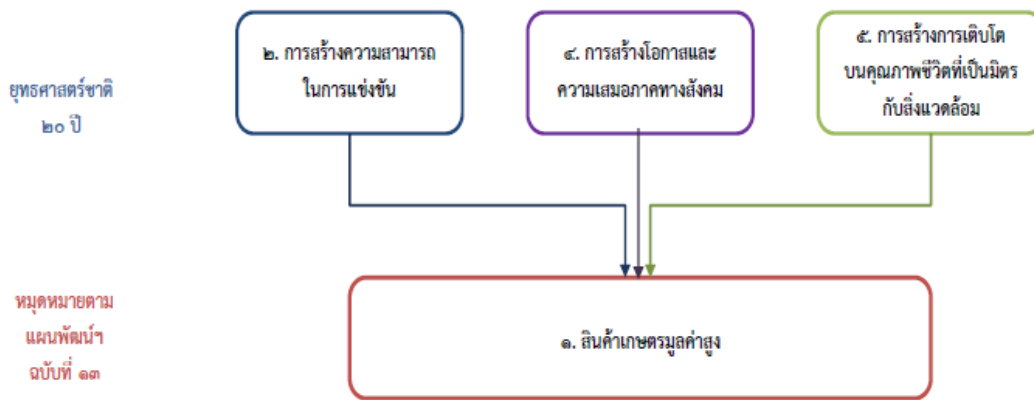 ยุทธศาสตร์ชาติ
๒๐ ปี
๒. การสร้างความสามารถ
ในการแข่งขัน
๔. การสร้างโอกาสและ
ความเสมอภาคทางสังคม
๕. การสร้างการเติบโต
บนคุณภาพชีวิตที่เป็นมิตร
กับสิ่งแวดล้อม
หมุดหมายตาม
แผนพัฒน์ฯ
ฉบับที่ ๑๓
๑. สินค้าเกษตรมูลค่าสูง